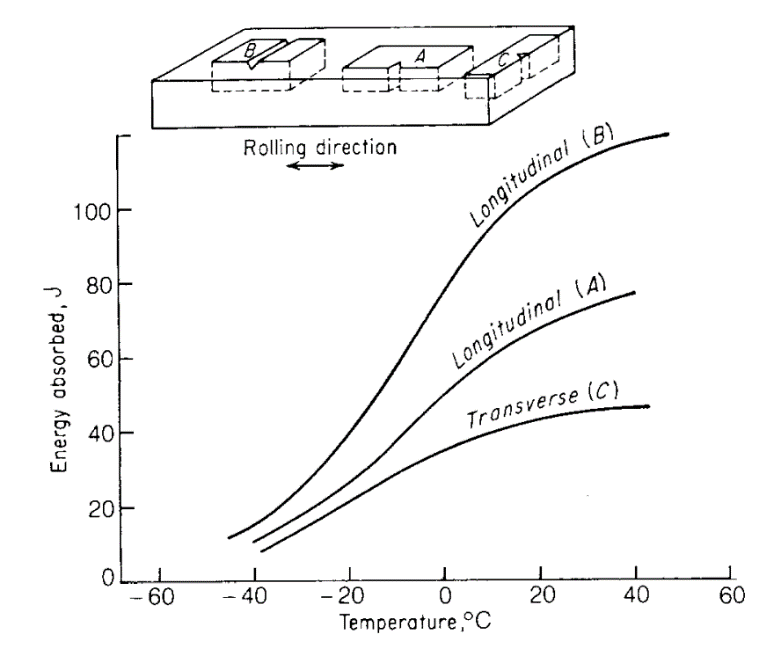 B
A
C
Rolling direction
Longitudinal (B)
100
80
Longitudinal (A)
Energy absorbed, J
60
Transverse (C)
40
20
0
-60
-40
-20
0
20
40
60
Temperature,°C